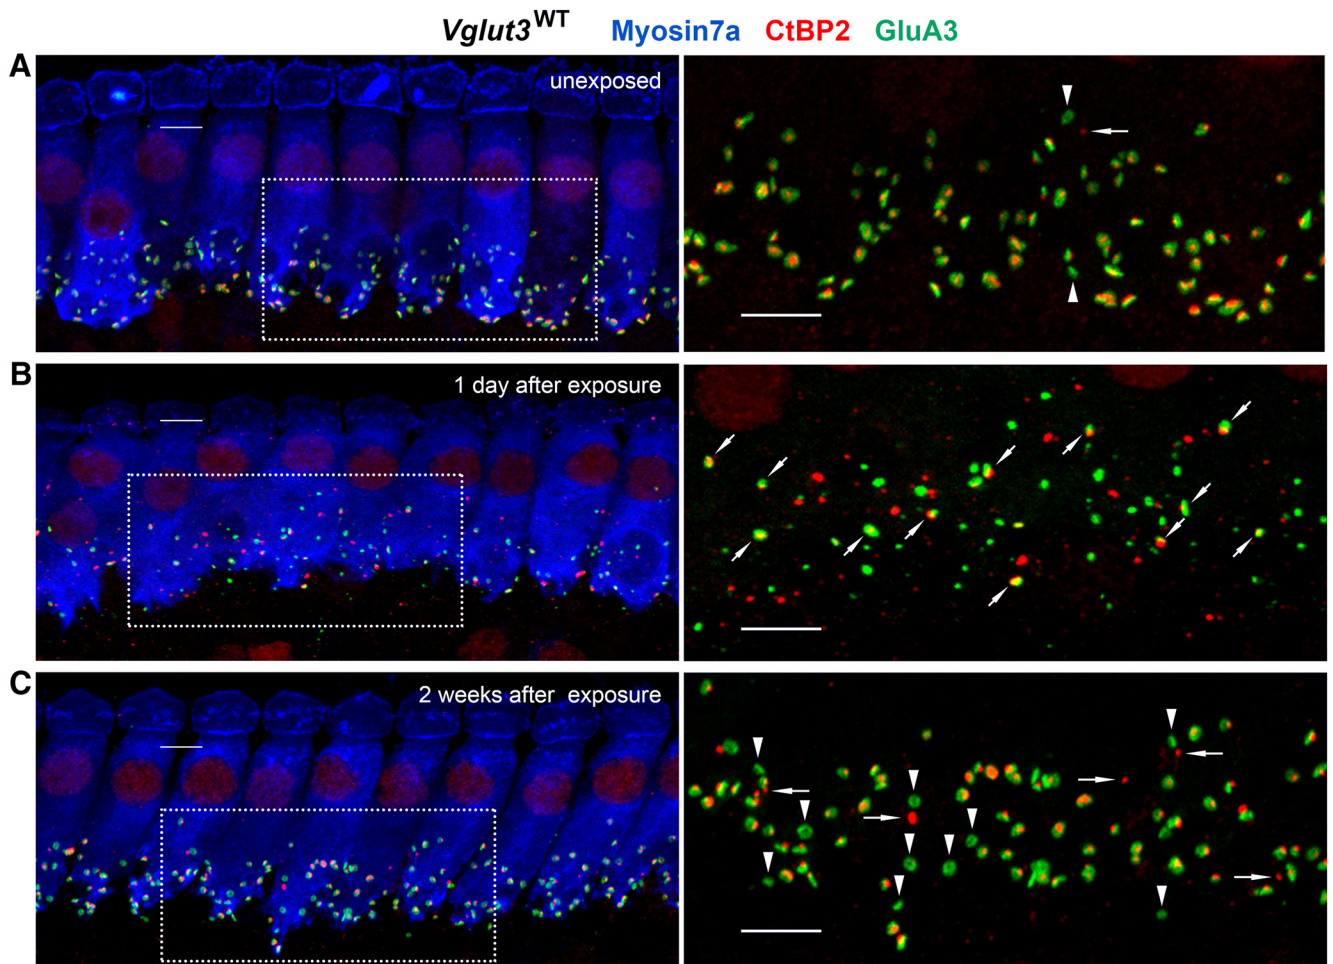 Vglut3WT Myosin7a CtBP2 GluA3
A
unexposed
B
1 day after exposure
C
2 weeks after exposure